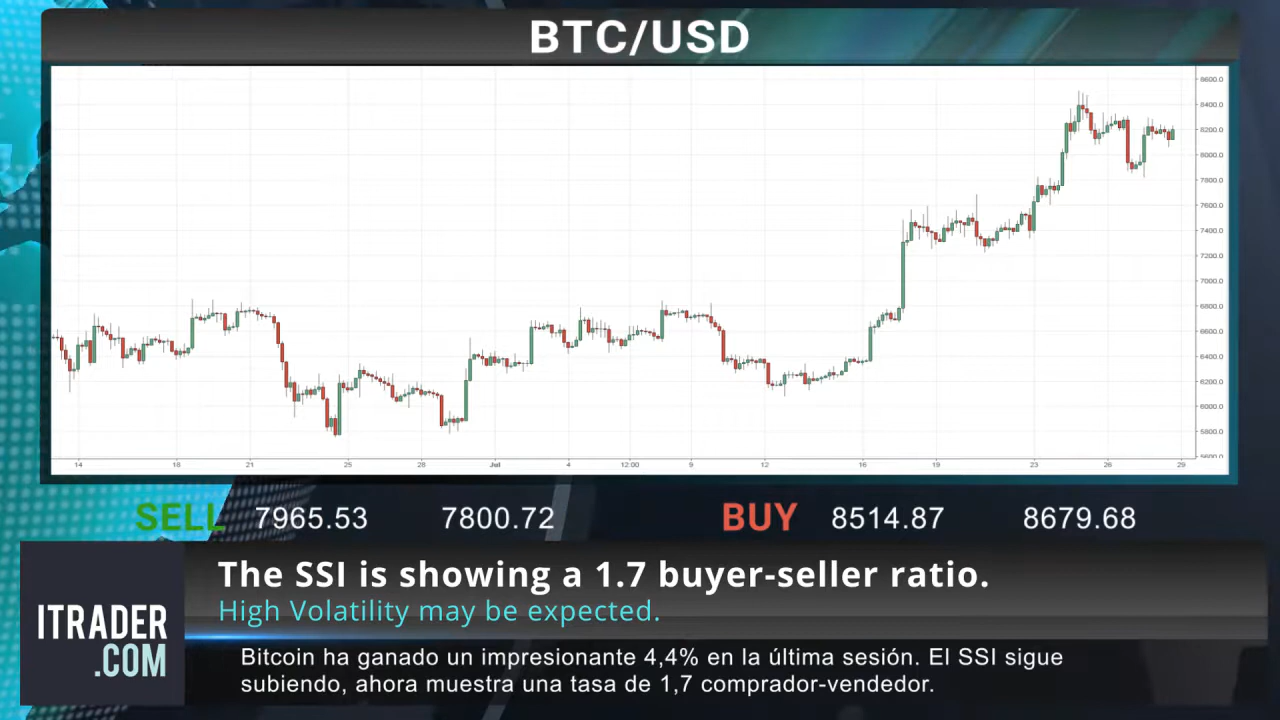 BTC/USD
8600.0
8400.0
8200.0
8000.0
7800.0
7600.0
7400.0
7200.0
7000.0
6800.0
6600.0
6400.0
6200.0
6000.0
5800.0
5600.0
14 18 21 25 28 Jul 4 12:00 9 12 16 19 23 26 29
SELL 7965.53 7800.72 BUY 8514.87 8679.68
The SSI is showing a 1.7 buyer-seller ratio.
High Volatility may be expected.
ITRADER
.COM
Bitcoin ha ganado un impresionante 4,4% en la última sesión. El SSI sigue
subiendo, ahora muestra una tasa de 1,7 comprador-vendedor.